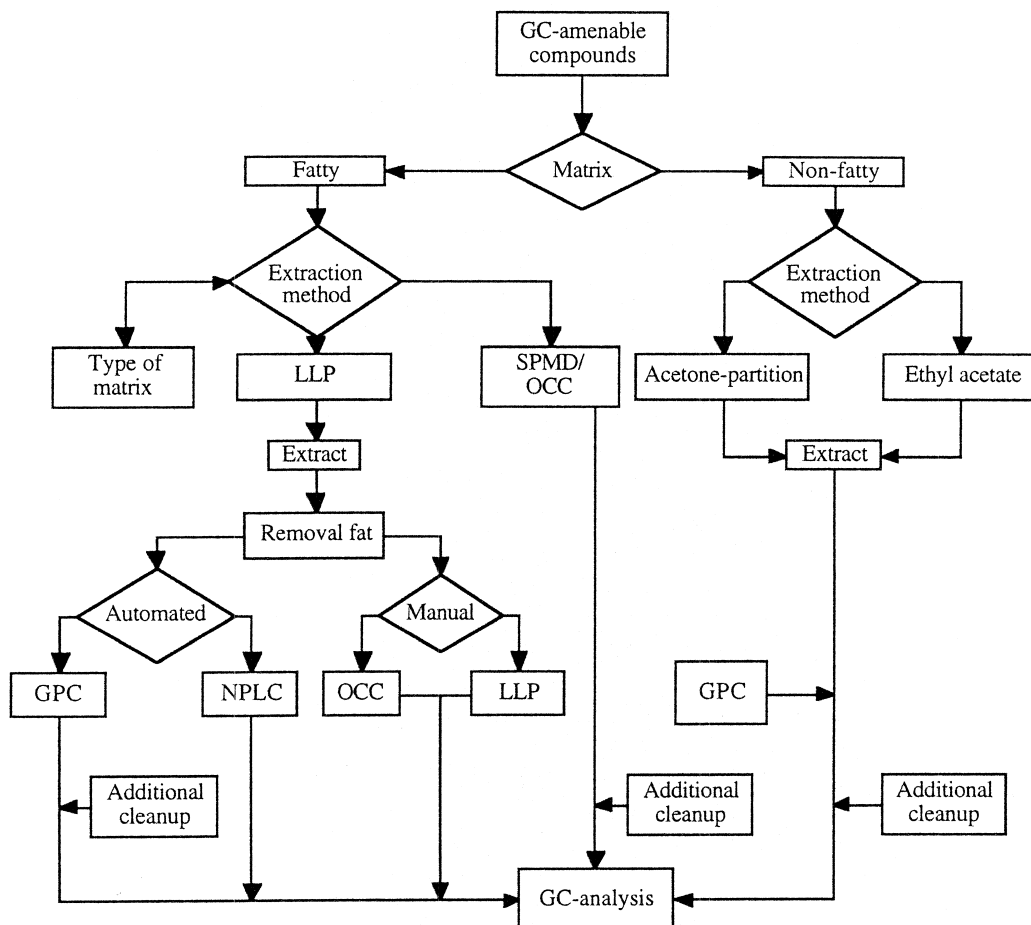 GC-amenable
compounds
Matrix
Fatty
Non-fatty
Extraction
method
Extraction
method
Type of
matrix
LLP
SPMD/
OCC
Acetone-partition
Ethyl acetate
Extract
Extract
Removal fat
Automated
Manual
GPC
NPLC
OCC
LLP
GPC
Additional
cleanup
Additional
cleanup
Additional
cleanup
GC-analysis